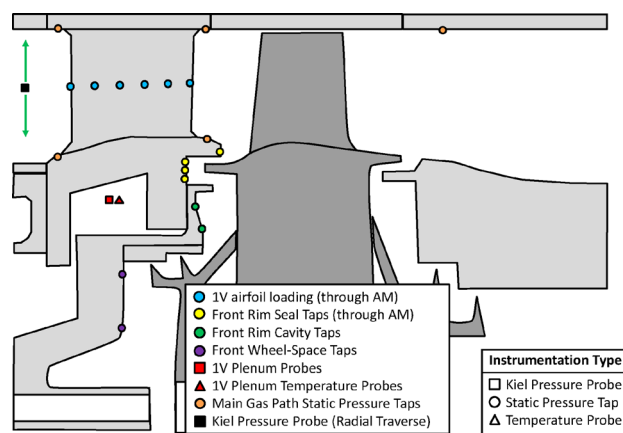 1V airfoil loading (through AM)
Front Rim Seal Taps (through AM)
Front Rim Cavity Taps
Front Wheel-Space Taps
1V Plenum Probes
1V Plenum Temperature Probes
Main Gas Path Static Pressure Taps
Kiel Pressure Probe (Radial Traverse)
Instrumentation Type
Kiel Pressure Probe
Static Pressure Tap
Temperature Probe